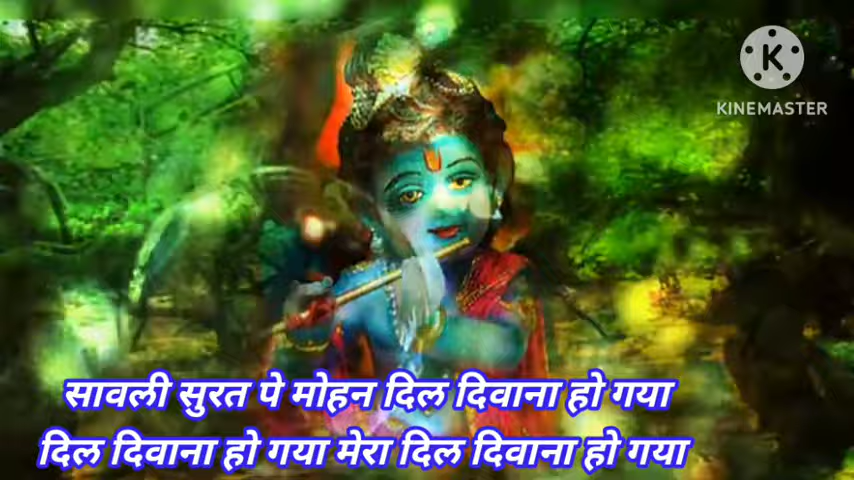 KINEMASTER
सावली सुरत पे मोहन दिल दिवाना हो गया
दिल दिवाना हो गया मेरा दिल दिवाना हो गया